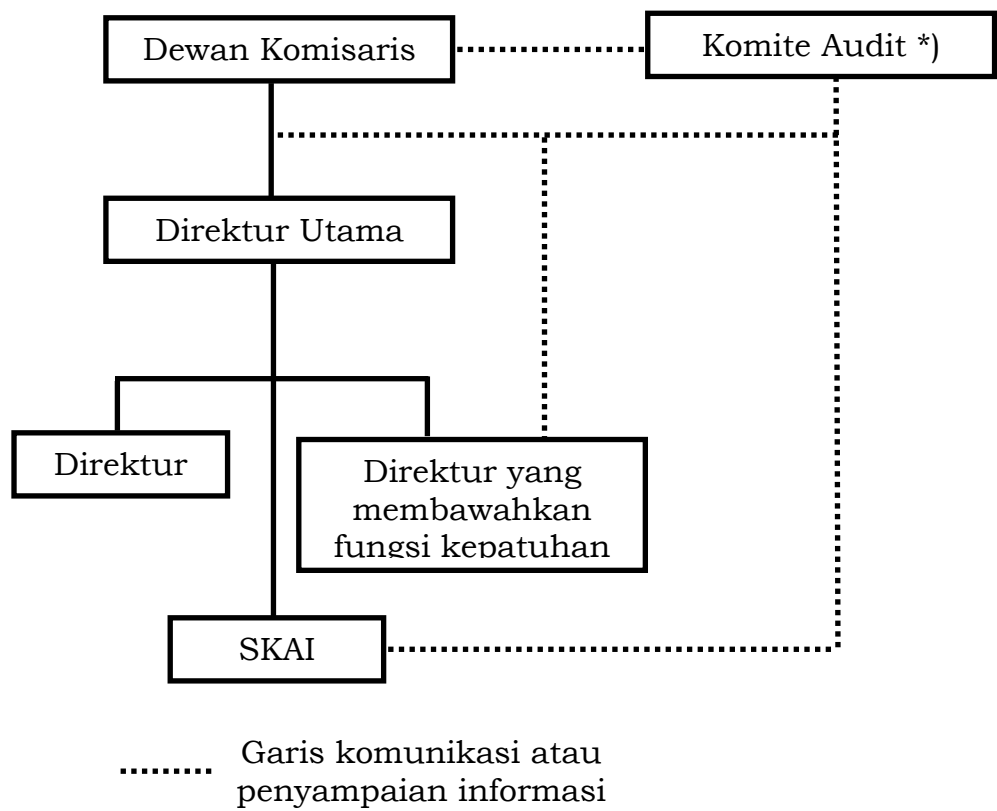 Dewan Komisaris
Komite Audit *)
Direktur Utama
Direktur
Direktur yang
membawahkan
fungsi kepatuhan
SKAI
Garis komunikasi atau
penyampaian informasi